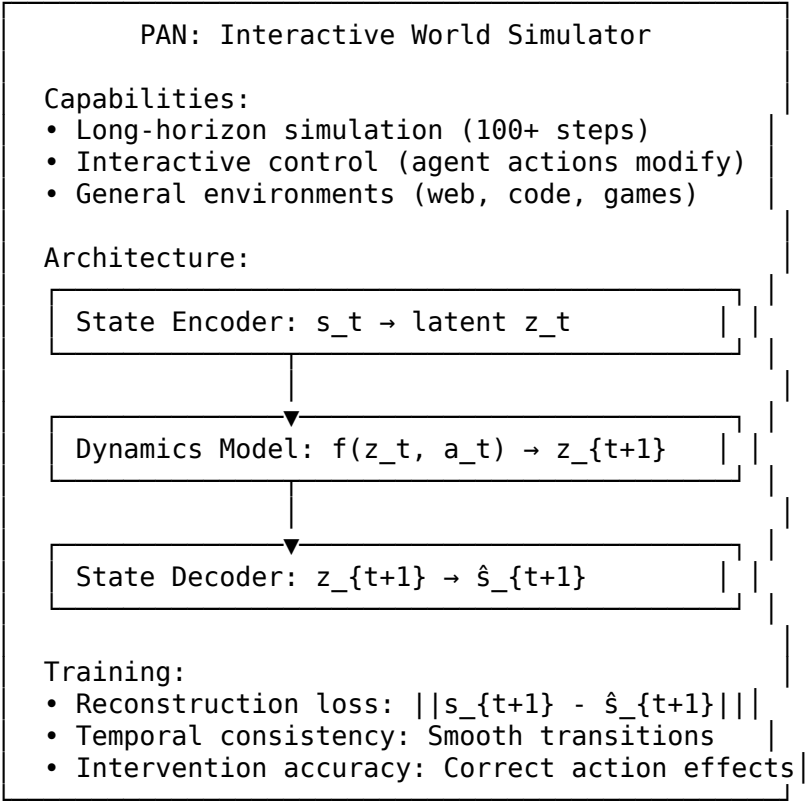 PAN: Interactive World Simulator
Capabilities:
• Long-horizon simulation (100+ steps)
• Interactive control (agent actions modify)
• General environments (web, code, games)
Architecture:
State Encoder: s_t → latent z_t
Dynamics Model: f(z_t, a_t) → z_{t+1}
State Decoder: z_{t+1} → ŝ_{t+1}
Training:
• Reconstruction loss: ||s_{t+1} - ŝ_{t+1}||
• Temporal consistency: Smooth transitions
• Intervention accuracy: Correct action effects